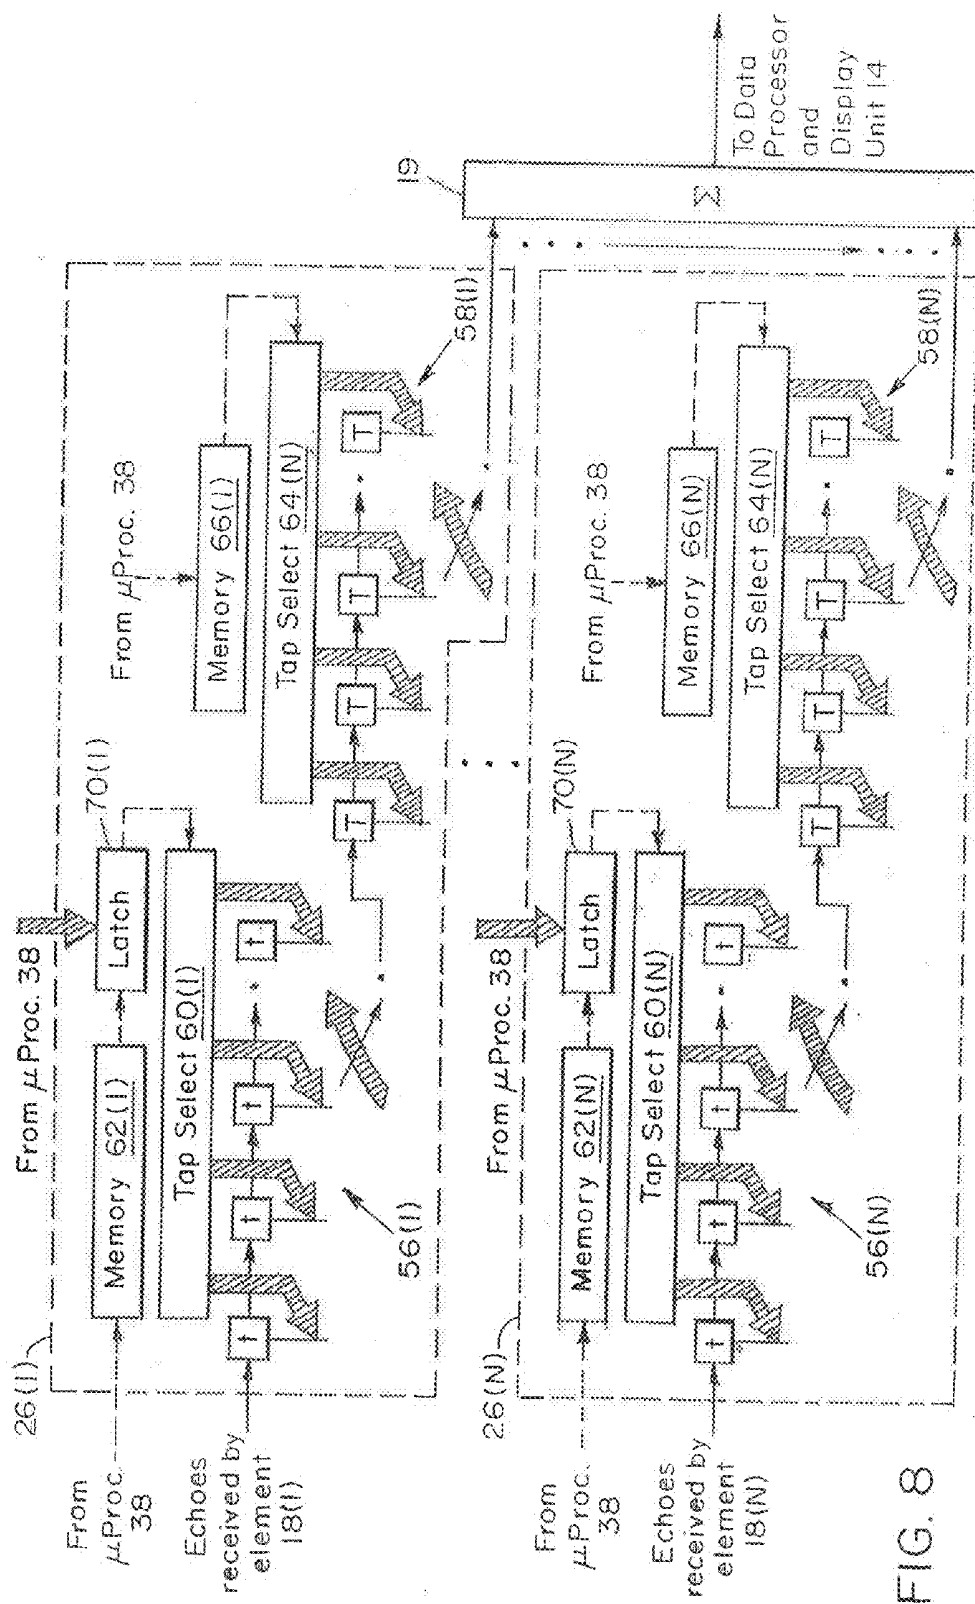 26(1)
From
μProc.
38
Echoes
received by
element
18(1)
Memory 62(1)
From μProc. 38
Latch
70(1)
Tap Select 60(1)
t
t
t
t
56(1)
From μProc. 38
Memory 66(1)
Tap Select 64(N)
T
T
T
T
58(1)
26(N)
From
μProc.
38
Echoes
received by
element
18(N)
Memory 62(N)
From μProc. 38
Latch
70(N)
Tap Select 60(N)
t
t
t
t
56(N)
From μProc. 38
Memory 66(N)
Tap Select 64(N)
T
T
T
T
58(N)
19
Σ
To Data
Processor
and
Display
Unit 14
FIG. 8